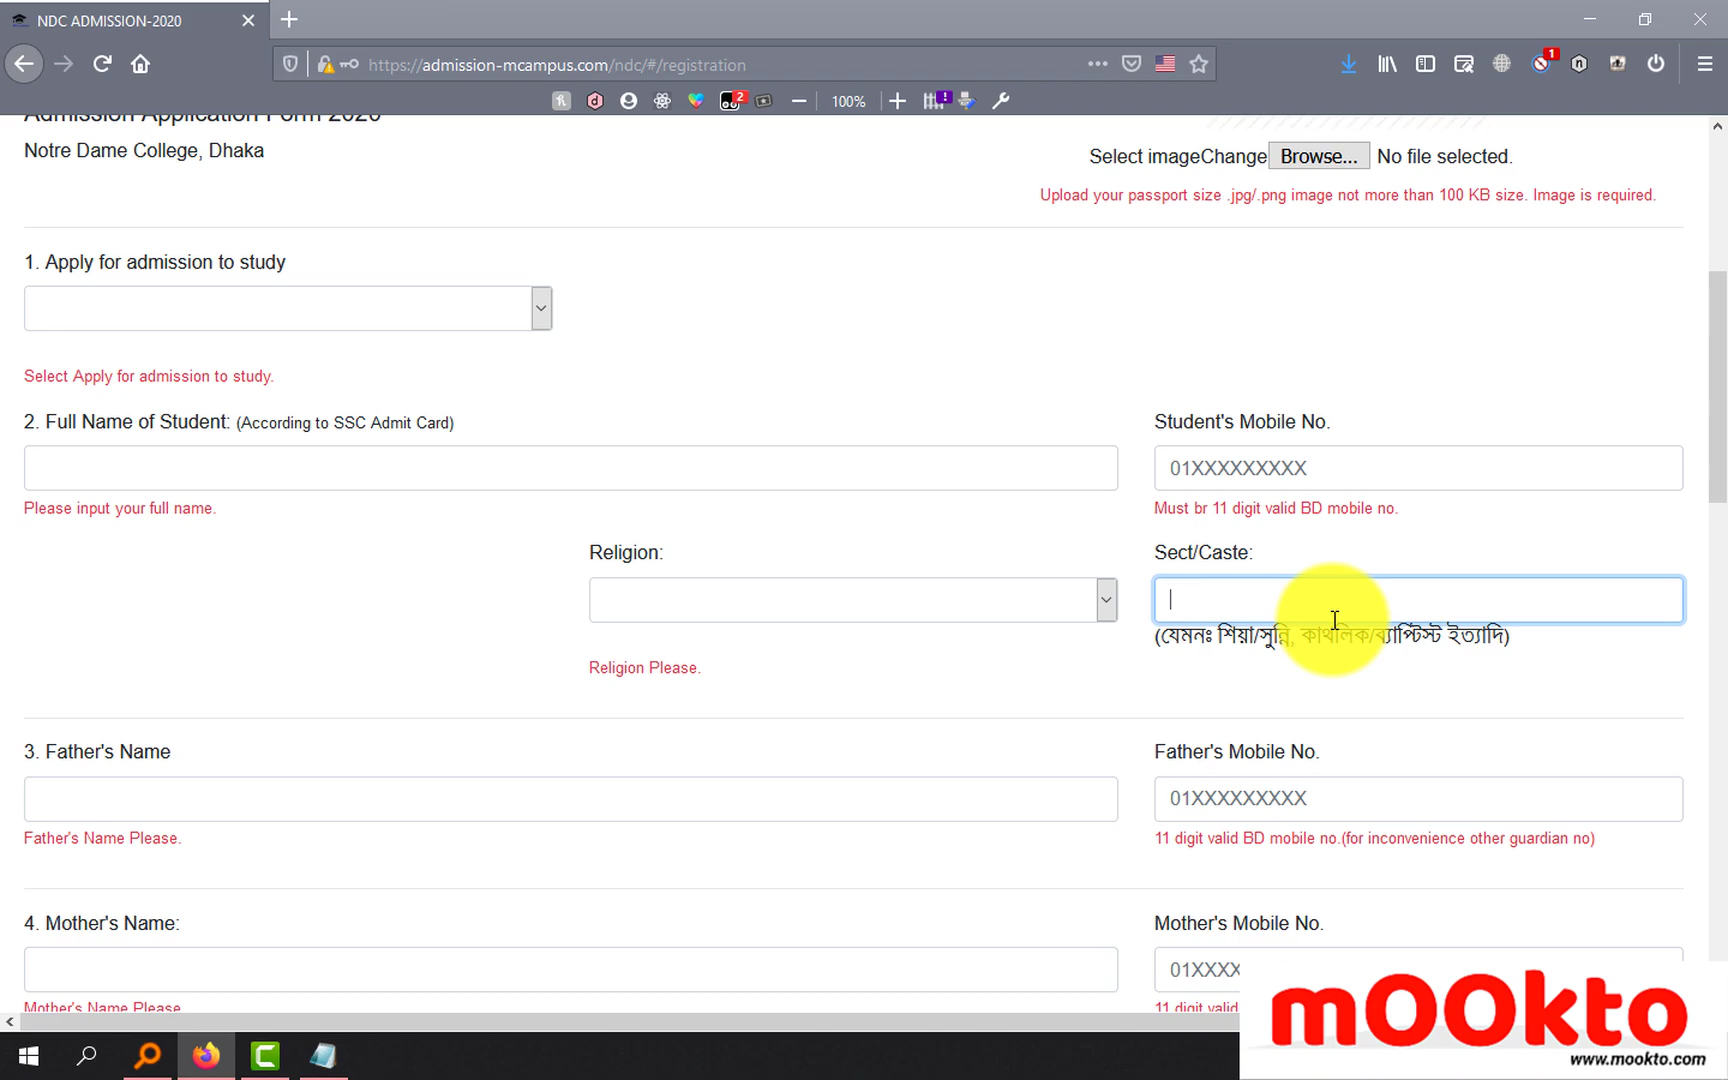 NDC ADMISSION-2020
https://admission-mcampus.com/ndc/#/registration
1
2
100%
Admission Application Form 2020
Notre Dame College, Dhaka
Select imageChange Browse... No file selected.
Upload your passport size .jpg/.png image not more than 100 KB size. Image is required.
1. Apply for admission to study
Select Apply for admission to study.
2. Full Name of Student: (According to SSC Admit Card)
Student's Mobile No.
01XXXXXXXXX
Please input your full name.
Must br 11 digit valid BD mobile no.
Religion:
Sect/Caste:
(যেমনঃ শিয়া/সুন্নি, কাথলিক/ব্যাপ্টিস্ট ইত্যাদি)
Religion Please.
3. Father's Name
Father's Mobile No.
01XXXXXXXXX
Father's Name Please.
11 digit valid BD mobile no.(for inconvenience other guardian no)
4. Mother's Name:
Mother's Mobile No.
01XXXX
Mother's Name Please.
11 digit valid
mOOkto
www.mookto.com